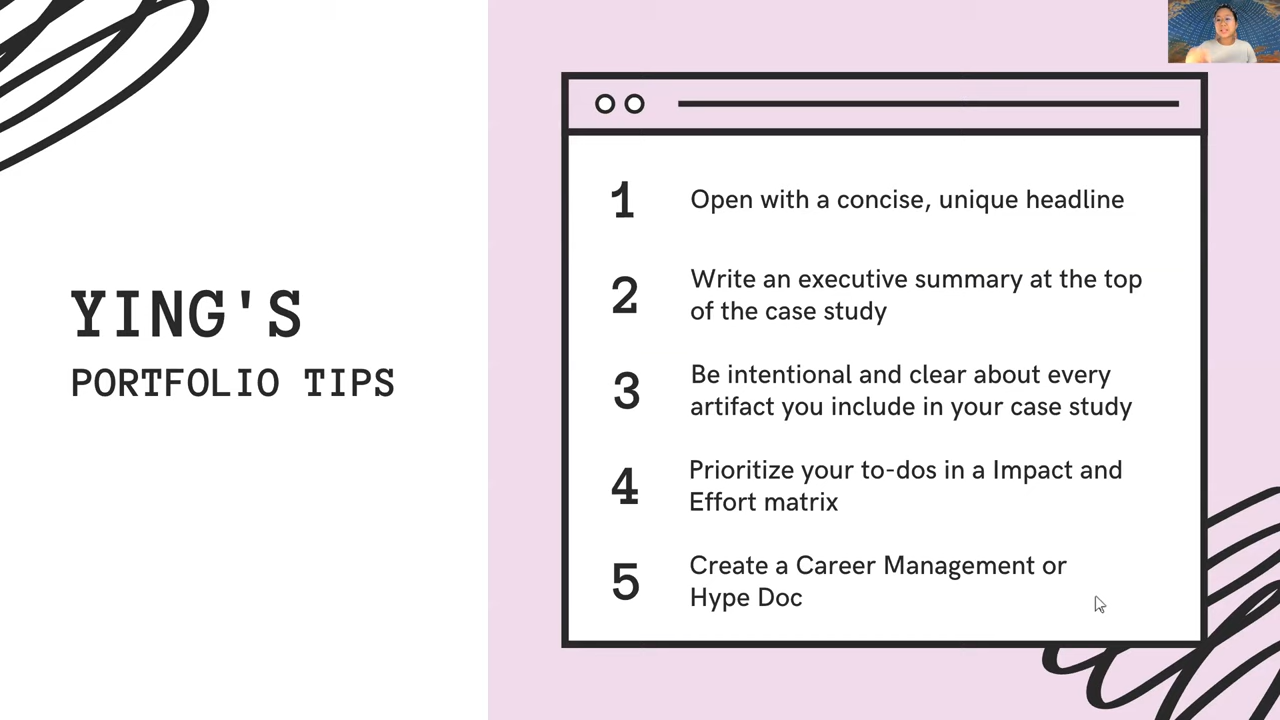 YING'S
PORTFOLIO TIPS
1
Open with a concise, unique headline
2
Write an executive summary at the top
of the case study
3
Be intentional and clear about every
artifact you include in your case study
4
Prioritize your to-dos in a Impact and
Effort matrix
5
Create a Career Management or
Hype Doc